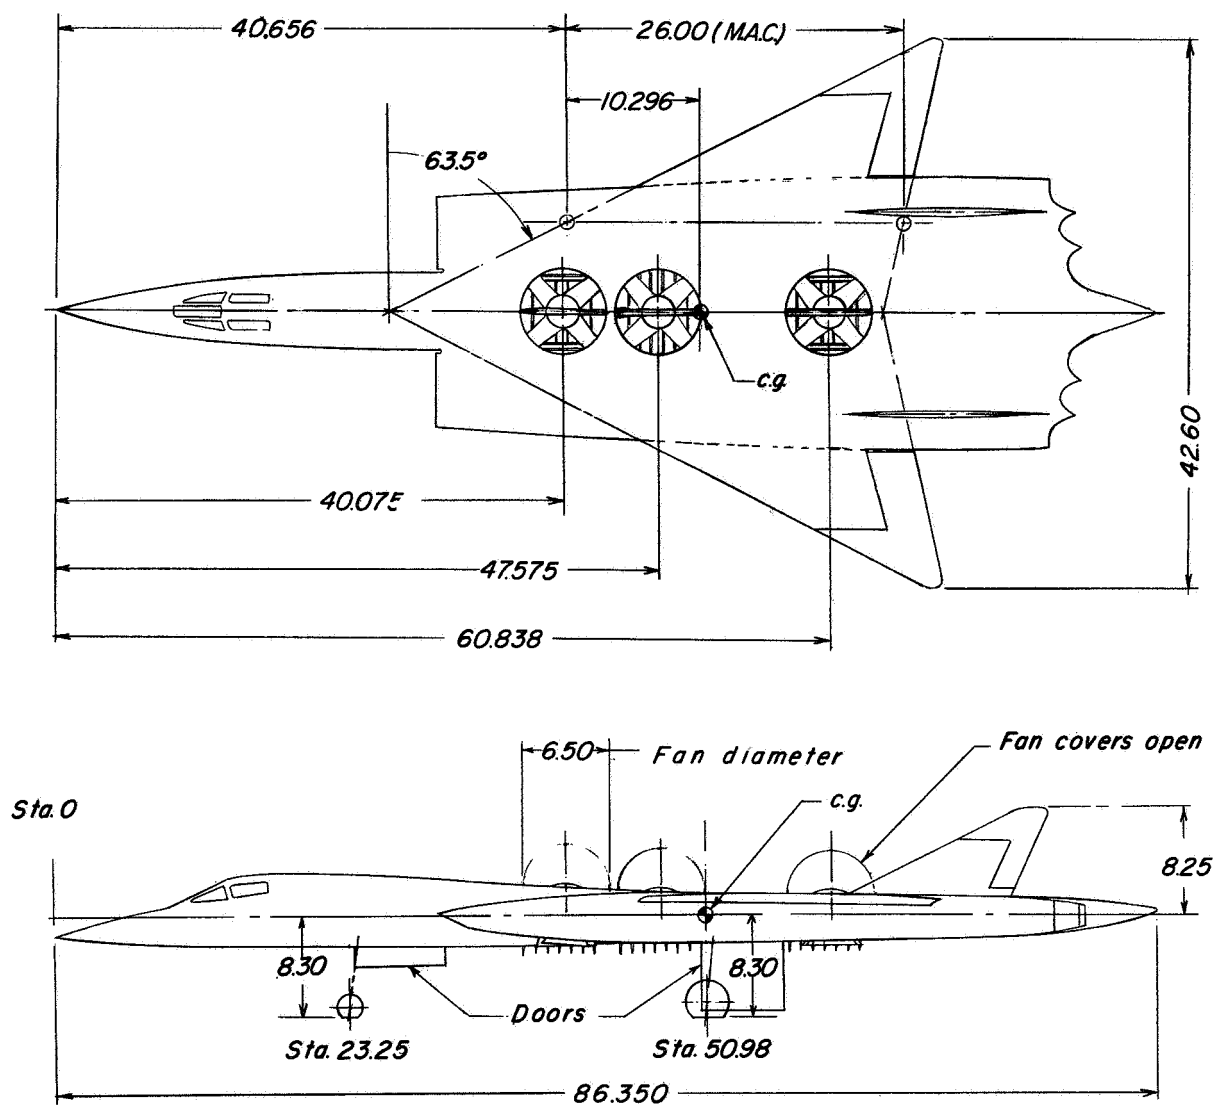 40.656
26.00 (M.A.C.)
10.296
63.5°
c.g.
42.60
40.075
47.575
60.838
6.50
Fan diameter
Fan covers open
c.g.
Sta. 0
8.25
8.30
8.30
Doors
Sta. 23.25
Sta. 50.98
86.350